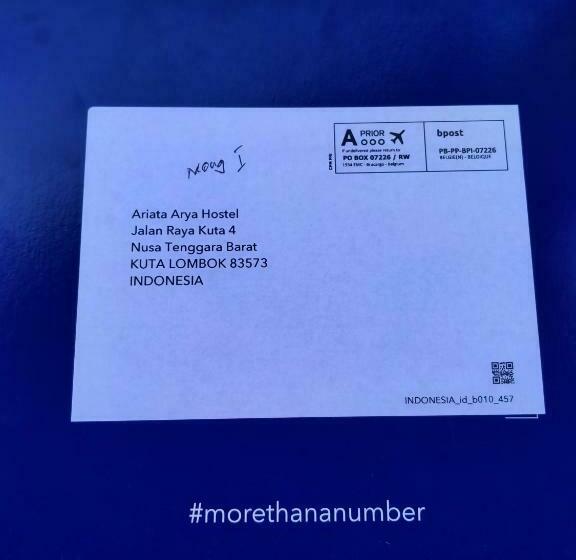 A PRIOR
If undelivered please return to
PO BOX 07226 / RW
1934 EMC - Brucargo - Belgium
bpost
PB-PP-BPI-07226
BELGIE(N) - BELGIQUE
Ariata Arya Hostel
Jalan Raya Kuta 4
Nusa Tenggara Barat
KUTA LOMBOK 83573
INDONESIA
INDONESIA_id_b010_457
#morethananumber